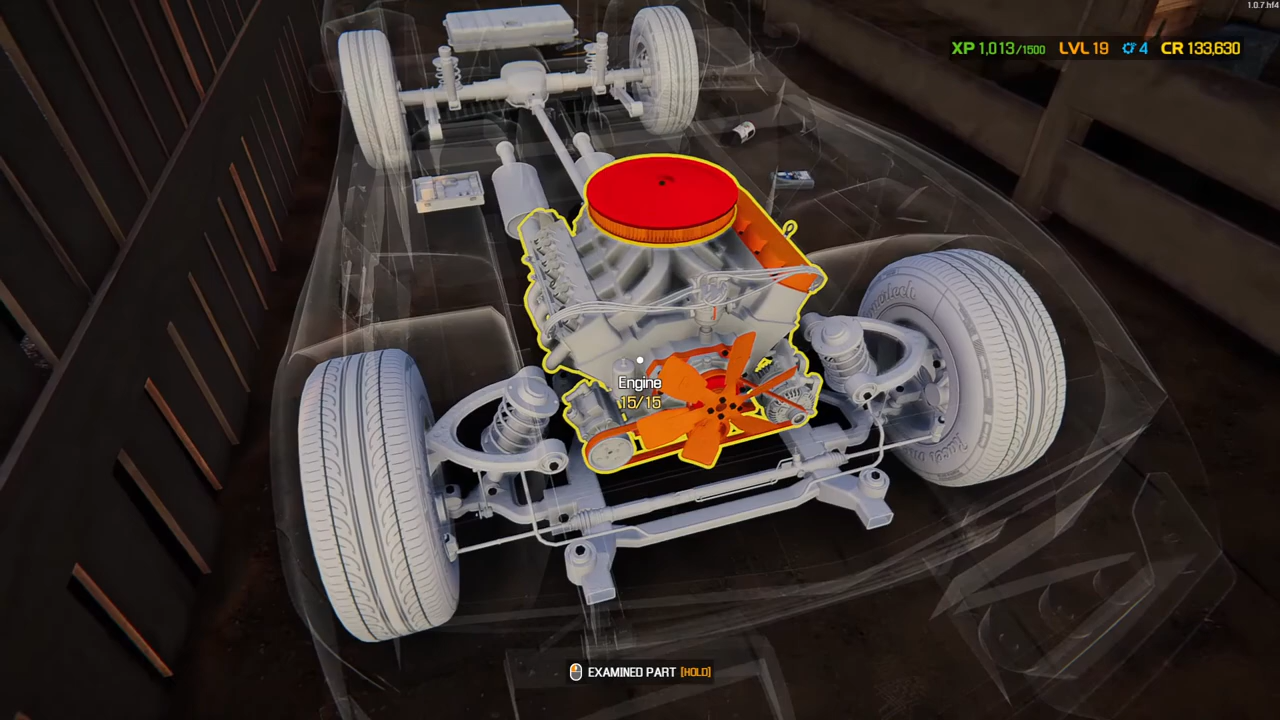 1.0.7.hf4
XP 1,013/1500 LVL 19 4 CR 133,630
Engine
15/15
EXAMINED PART [HOLD]